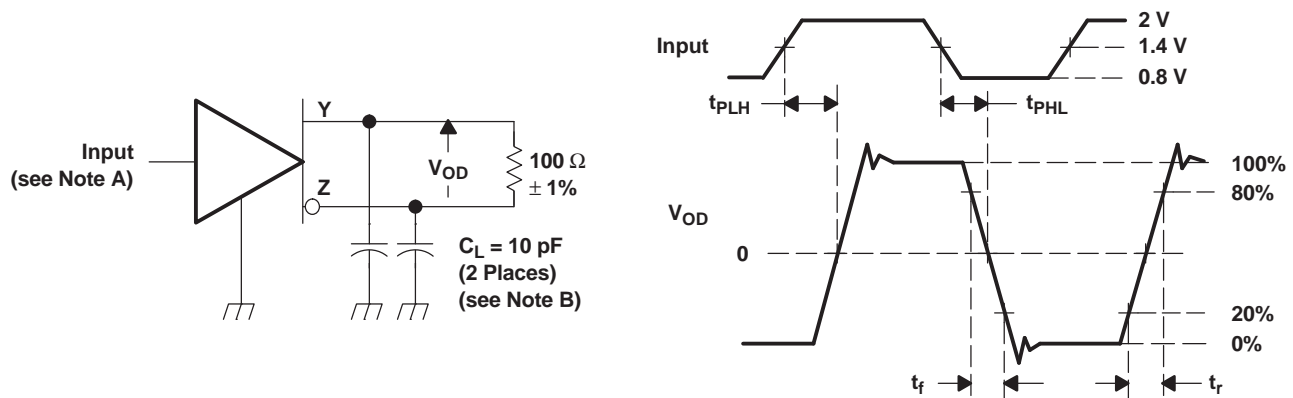 Input
(see Note A)
Y
Z
V_OD
100 Ω
± 1%
C_L = 10 pF
(2 Places)
(see Note B)
Input
2 V
1.4 V
0.8 V
t_PLH
t_PHL
100%
80%
V_OD
0
20%
0%
t_f
t_r